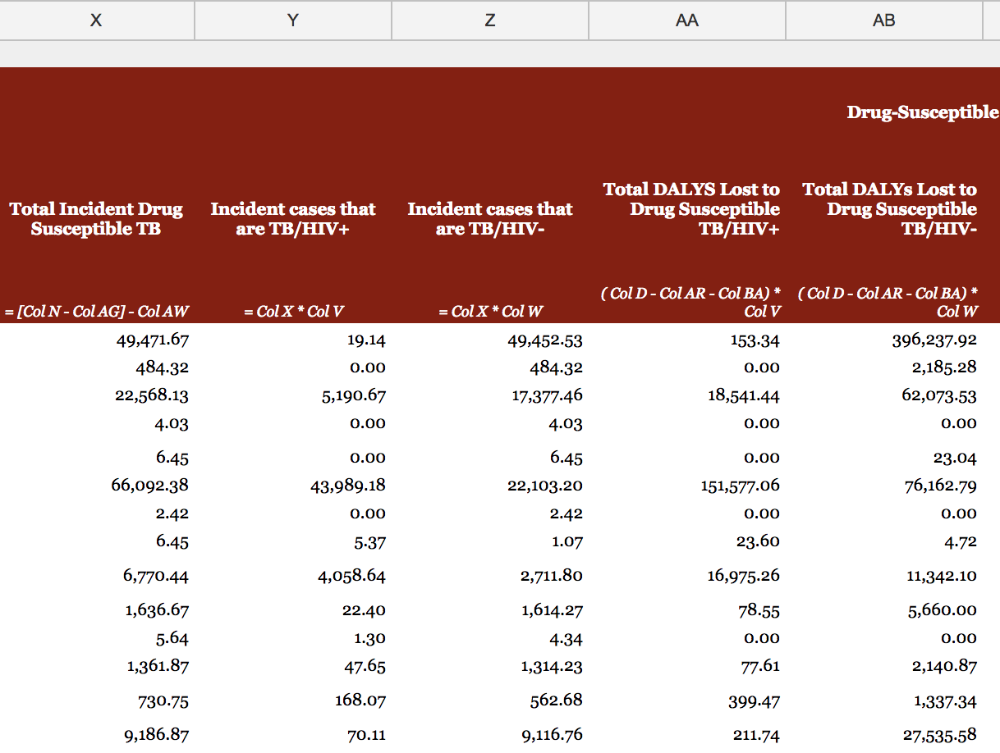 X Y Z AA AB
Drug-Susceptible
Total Incident Drug Susceptible TB
Incident cases that are TB/HIV+
Incident cases that are TB/HIV-
Total DALYS Lost to Drug Susceptible TB/HIV+
Total DALYs Lost to Drug Susceptible TB/HIV-
= [Col N - Col AG] - Col AW
= Col X * Col V
= Col X * Col W
( Col D - Col AR - Col BA) * Col V
( Col D - Col AR - Col BA) * Col W
49,471.67 19.14 49,452.53 153.34 396,237.92
484.32 0.00 484.32 0.00 2,185.28
22,568.13 5,190.67 17,377.46 18,541.44 62,073.53
4.03 0.00 4.03 0.00 0.00
6.45 0.00 6.45 0.00 23.04
66,092.38 43,989.18 22,103.20 151,577.06 76,162.79
2.42 0.00 2.42 0.00 0.00
6.45 5.37 1.07 23.60 4.72
6,770.44 4,058.64 2,711.80 16,975.26 11,342.10
1,636.67 22.40 1,614.27 78.55 5,660.00
5.64 1.30 4.34 0.00 0.00
1,361.87 47.65 1,314.23 77.61 2,140.87
730.75 168.07 562.68 399.47 1,337.34
9,186.87 70.11 9,116.76 211.74 27,535.58